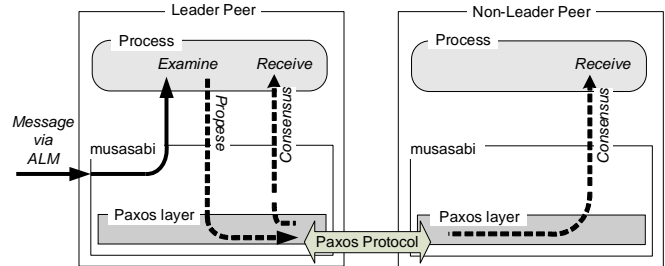 Leader Peer
Process
Examine
Receive
Propese
Consensus
Message
via
ALM
musasabi
Paxos layer
Paxos Protocol
Non-Leader Peer
Process
Receive
Consensus
musasabi
Paxos layer